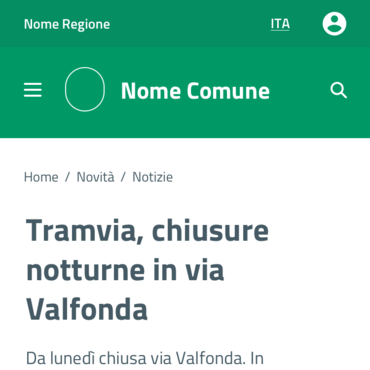 Nome Regione ITA
Nome Comune
Home / Novità / Notizie
Tramvia, chiusure
notturne in via
Valfonda
Da lunedì chiusa via Valfonda. In